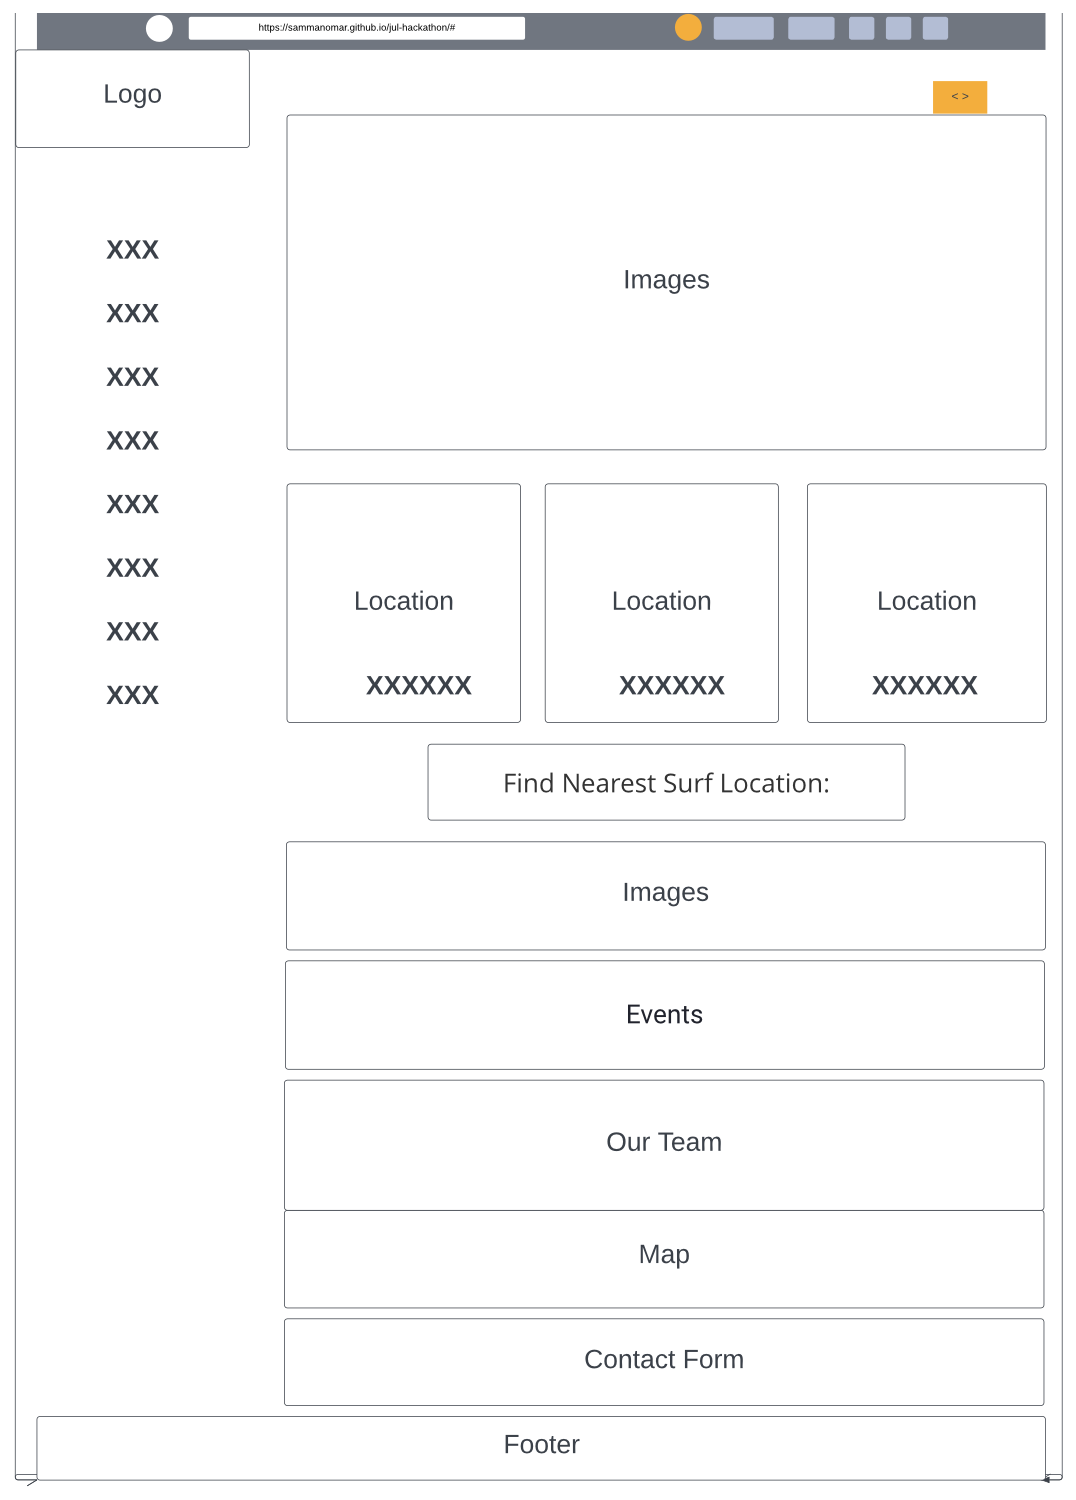 https://sammanomar.github.io/jul-hackathon/#
Logo
< >
Images
XXX
XXX
XXX
XXX
XXX
XXX
XXX
XXX
Location
Location
Location
XXXXXX
XXXXXX
XXXXXX
Find Nearest Surf Location:
Images
Events
Our Team
Map
Contact Form
Footer